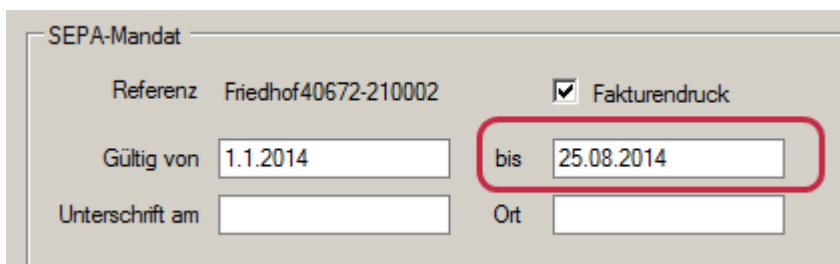 SEPA-Mandat
Referenz Friedhof40672-210002 Fakturendruck
Gültig von 1.1.2014 bis 25.08.2014
Unterschrift am Ort